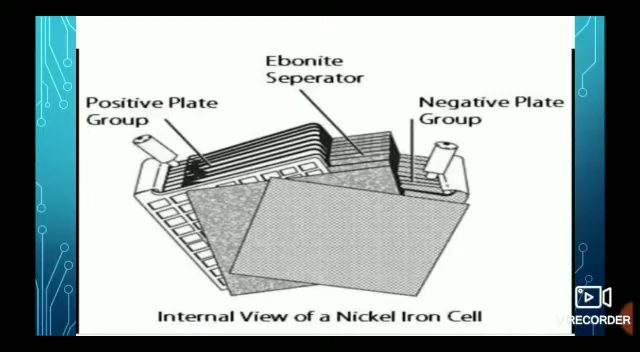 Ebonite
Seperator
Positive Plate
Group
Negative Plate
Group
Internal View of a Nickel Iron Cell
RECORDER